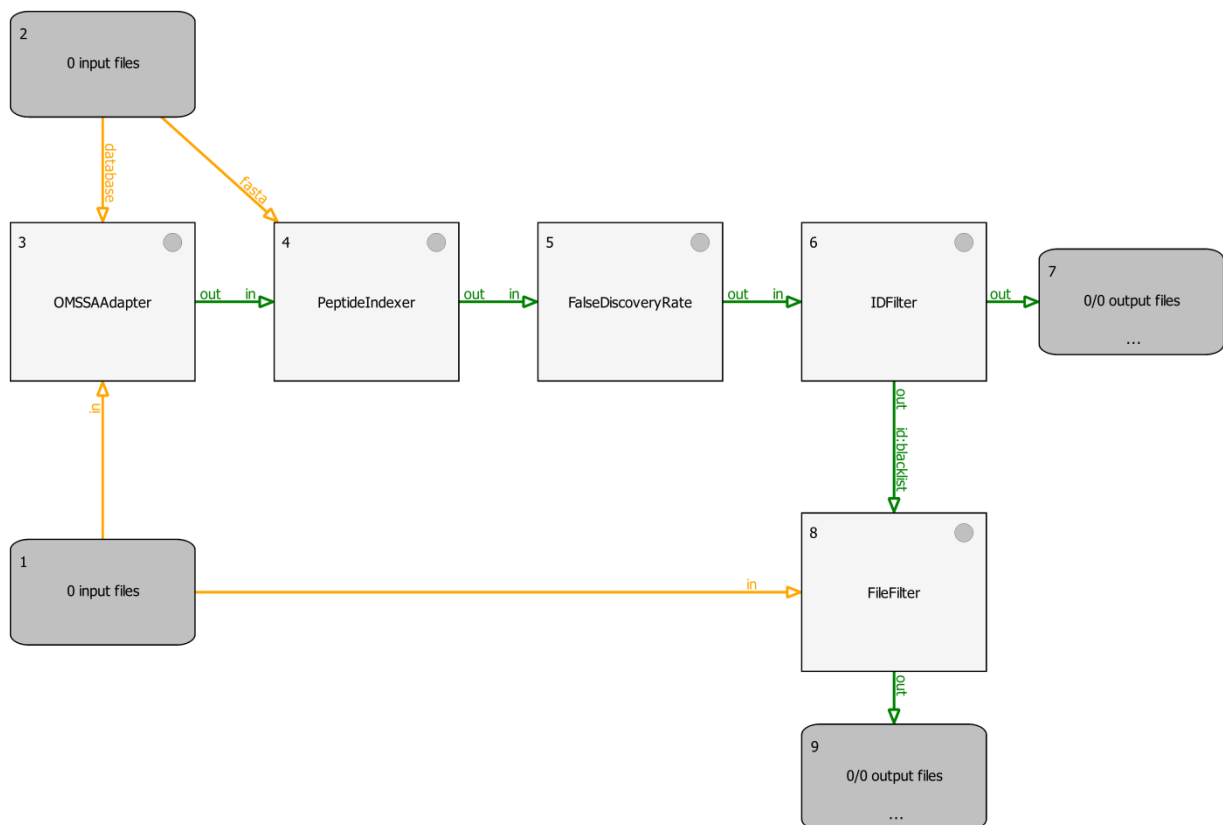 2
0 input files
database
fasta
3
OMSSAAdapter
out
in
4
PeptideIndexer
out
in
5
FalseDiscoveryRate
out
in
6
IDFilter
out
7
0/0 output files
...
in
out
id:blacklist
1
0 input files
in
8
FileFilter
out
9
0/0 output files
...